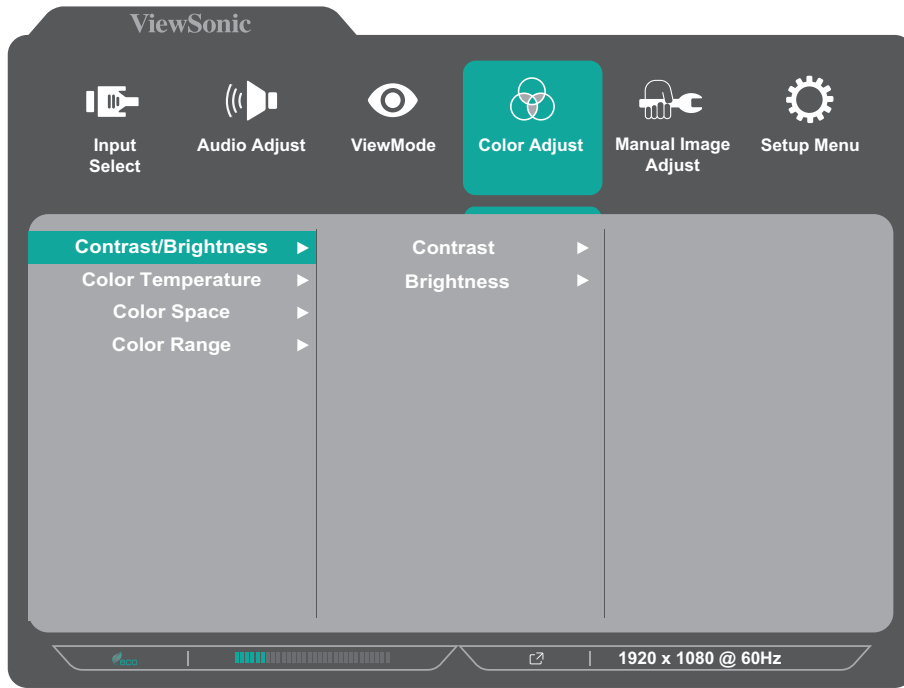 ViewSonic
Input
Select
Audio Adjust
ViewMode
Color Adjust
Manual Image
Adjust
Setup Menu
Contrast/Brightness
Color Temperature
Color Space
Color Range
Contrast
Brightness
eco
1920 x 1080 @ 60Hz